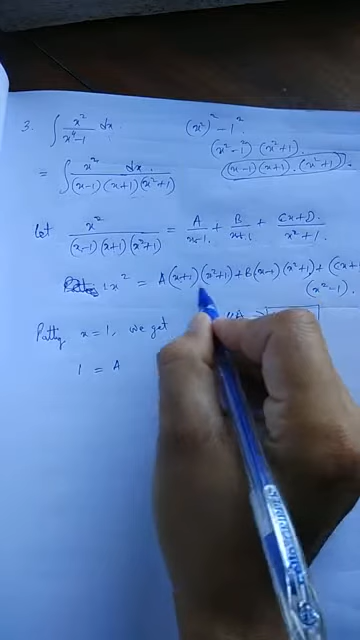 3. ∫ x²/(x⁴-1) dx. (x²)² - 1²
(x²-1²) (x²+1).
= ∫ x² dx / ((x-1)(x+1)(x²+1)) (x-1)(x+1).(x²+1) =
Let x²/((x-1)(x+1)(x²+1)) = A/(x-1) + B/(x+1) + (Cx+D)/(x²+1).
x² = A(x+1)(x²+1) + B(x-1)(x²+1) + (Cx+
(x²-1).
Putting x = 1, we get
1 = A